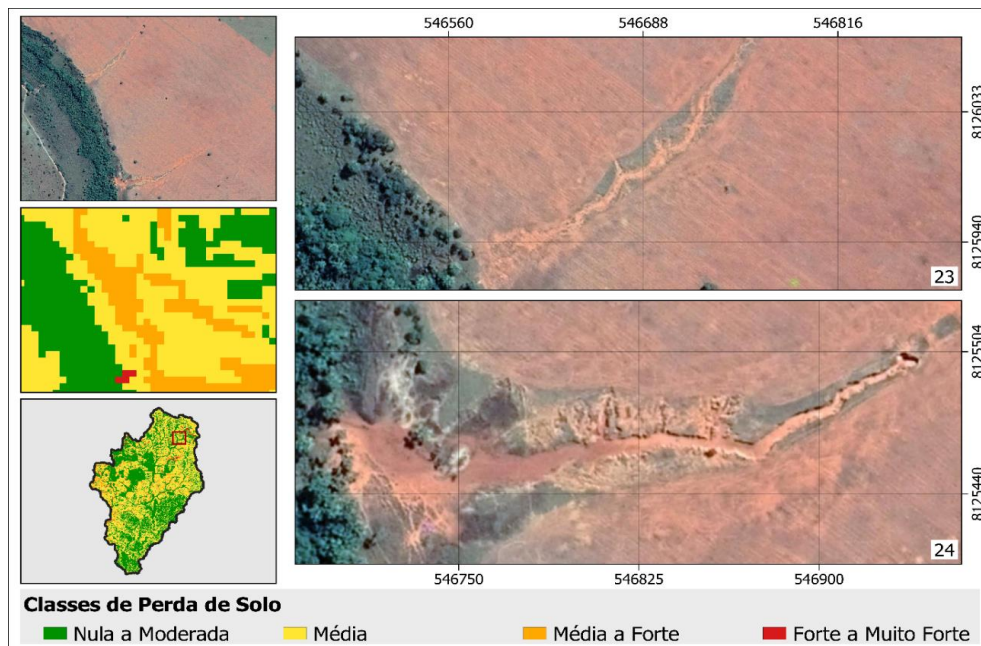 546560 546688 546816
8126033
8125940
23
8125504
8125440
24
546750 546825 546900
Classes de Perda de Solo
Nula a Moderada Média Média a Forte Forte a Muito Forte